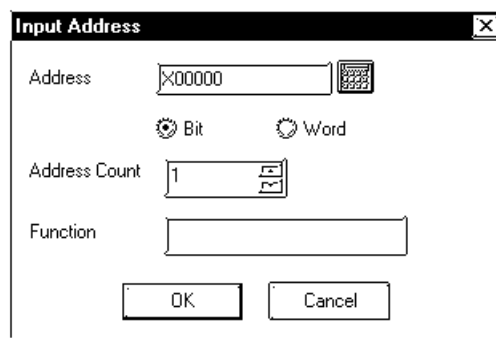 Input Address
Address X00000
Bit Word
Address Count 1
Function
OK Cancel